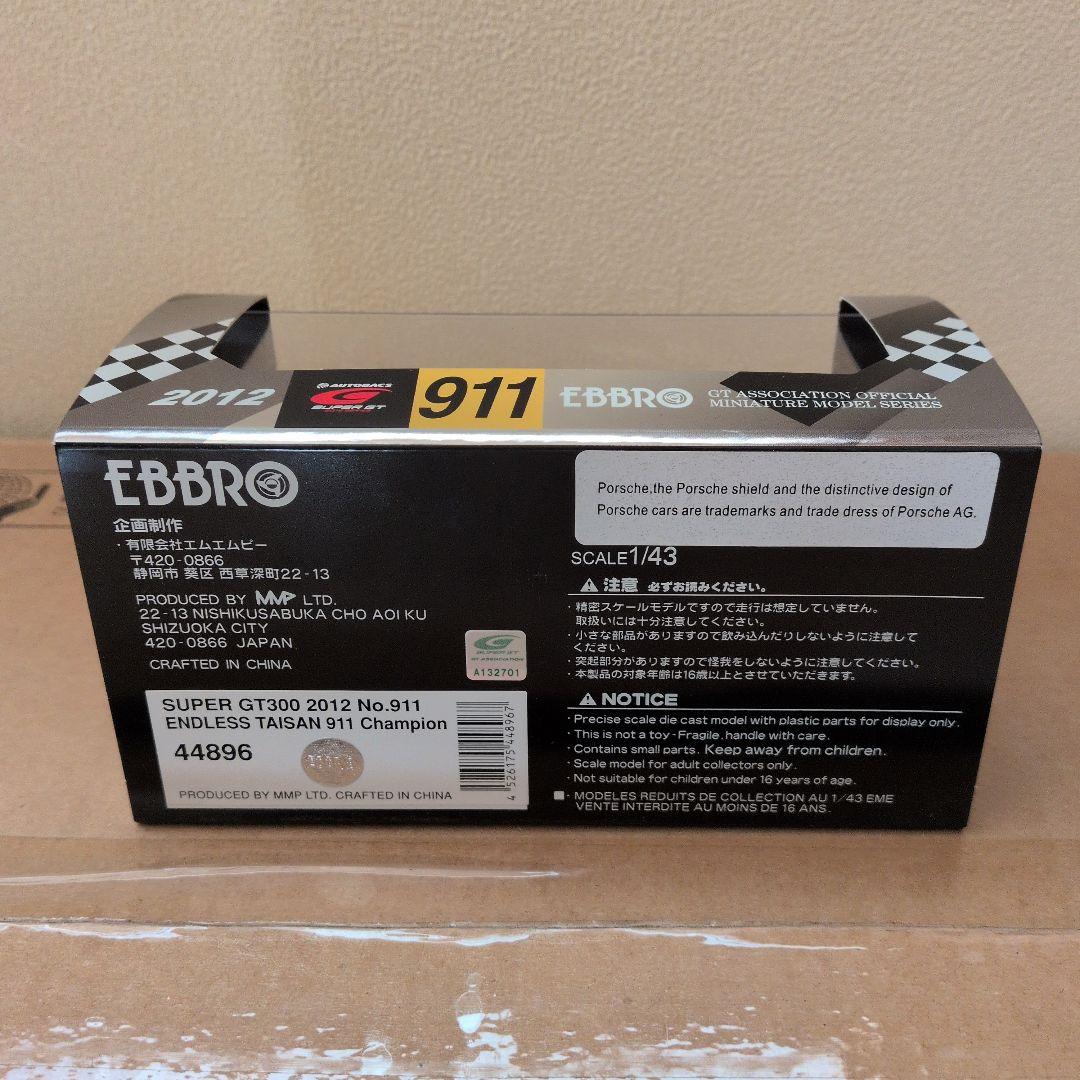 2012
AUTOBACS
SUPER GT
911
EBBRO
GT ASSOCIATION OFFICIAL
MINIATURE MODEL SERIES
EBBRO
企画制作
・有限会社エムエムピー
〒420-0866
静岡市 葵区 西草深町22-13
PRODUCED BY MMP LTD.
22-13 NISHIKUSABUKA CHO AOI KU
SHIZUOKA CITY
420-0866 JAPAN
CRAFTED IN CHINA
SUPER GT
GT ASSOCIATION
A132701
SUPER GT300 2012 No.911
ENDLESS TAISAN 911 Champion
44896
PRODUCED BY MMP LTD. CRAFTED IN CHINA
4 526175 448967
Porsche,the Porsche shield and the distinctive design of
Porsche cars are trademarks and trade dress of Porsche AG.
SCALE1/43
注意 必ずお読みください。
・精密スケールモデルですので走行は想定していません。
取扱いには十分注意してください。
・小さな部品がありますので飲み込んだりしないように注意して
ください。
・突起部分がありますので怪我をしないように注意してください。
・本製品の対象年齢は16歳以上とさせていただきます。
NOTICE
・Precise scale die cast model with plastic parts for display only.
・This is not a toy - Fragile, handle with care.
・Contains small parts. Keep away from children.
・Scale model for adult collectors only.
・Not suitable for children under 16 years of age.
・MODELES REDUITS DE COLLECTION AU 1/43 EME
VENTE INTERDITE AU MOINS DE 16 ANS.